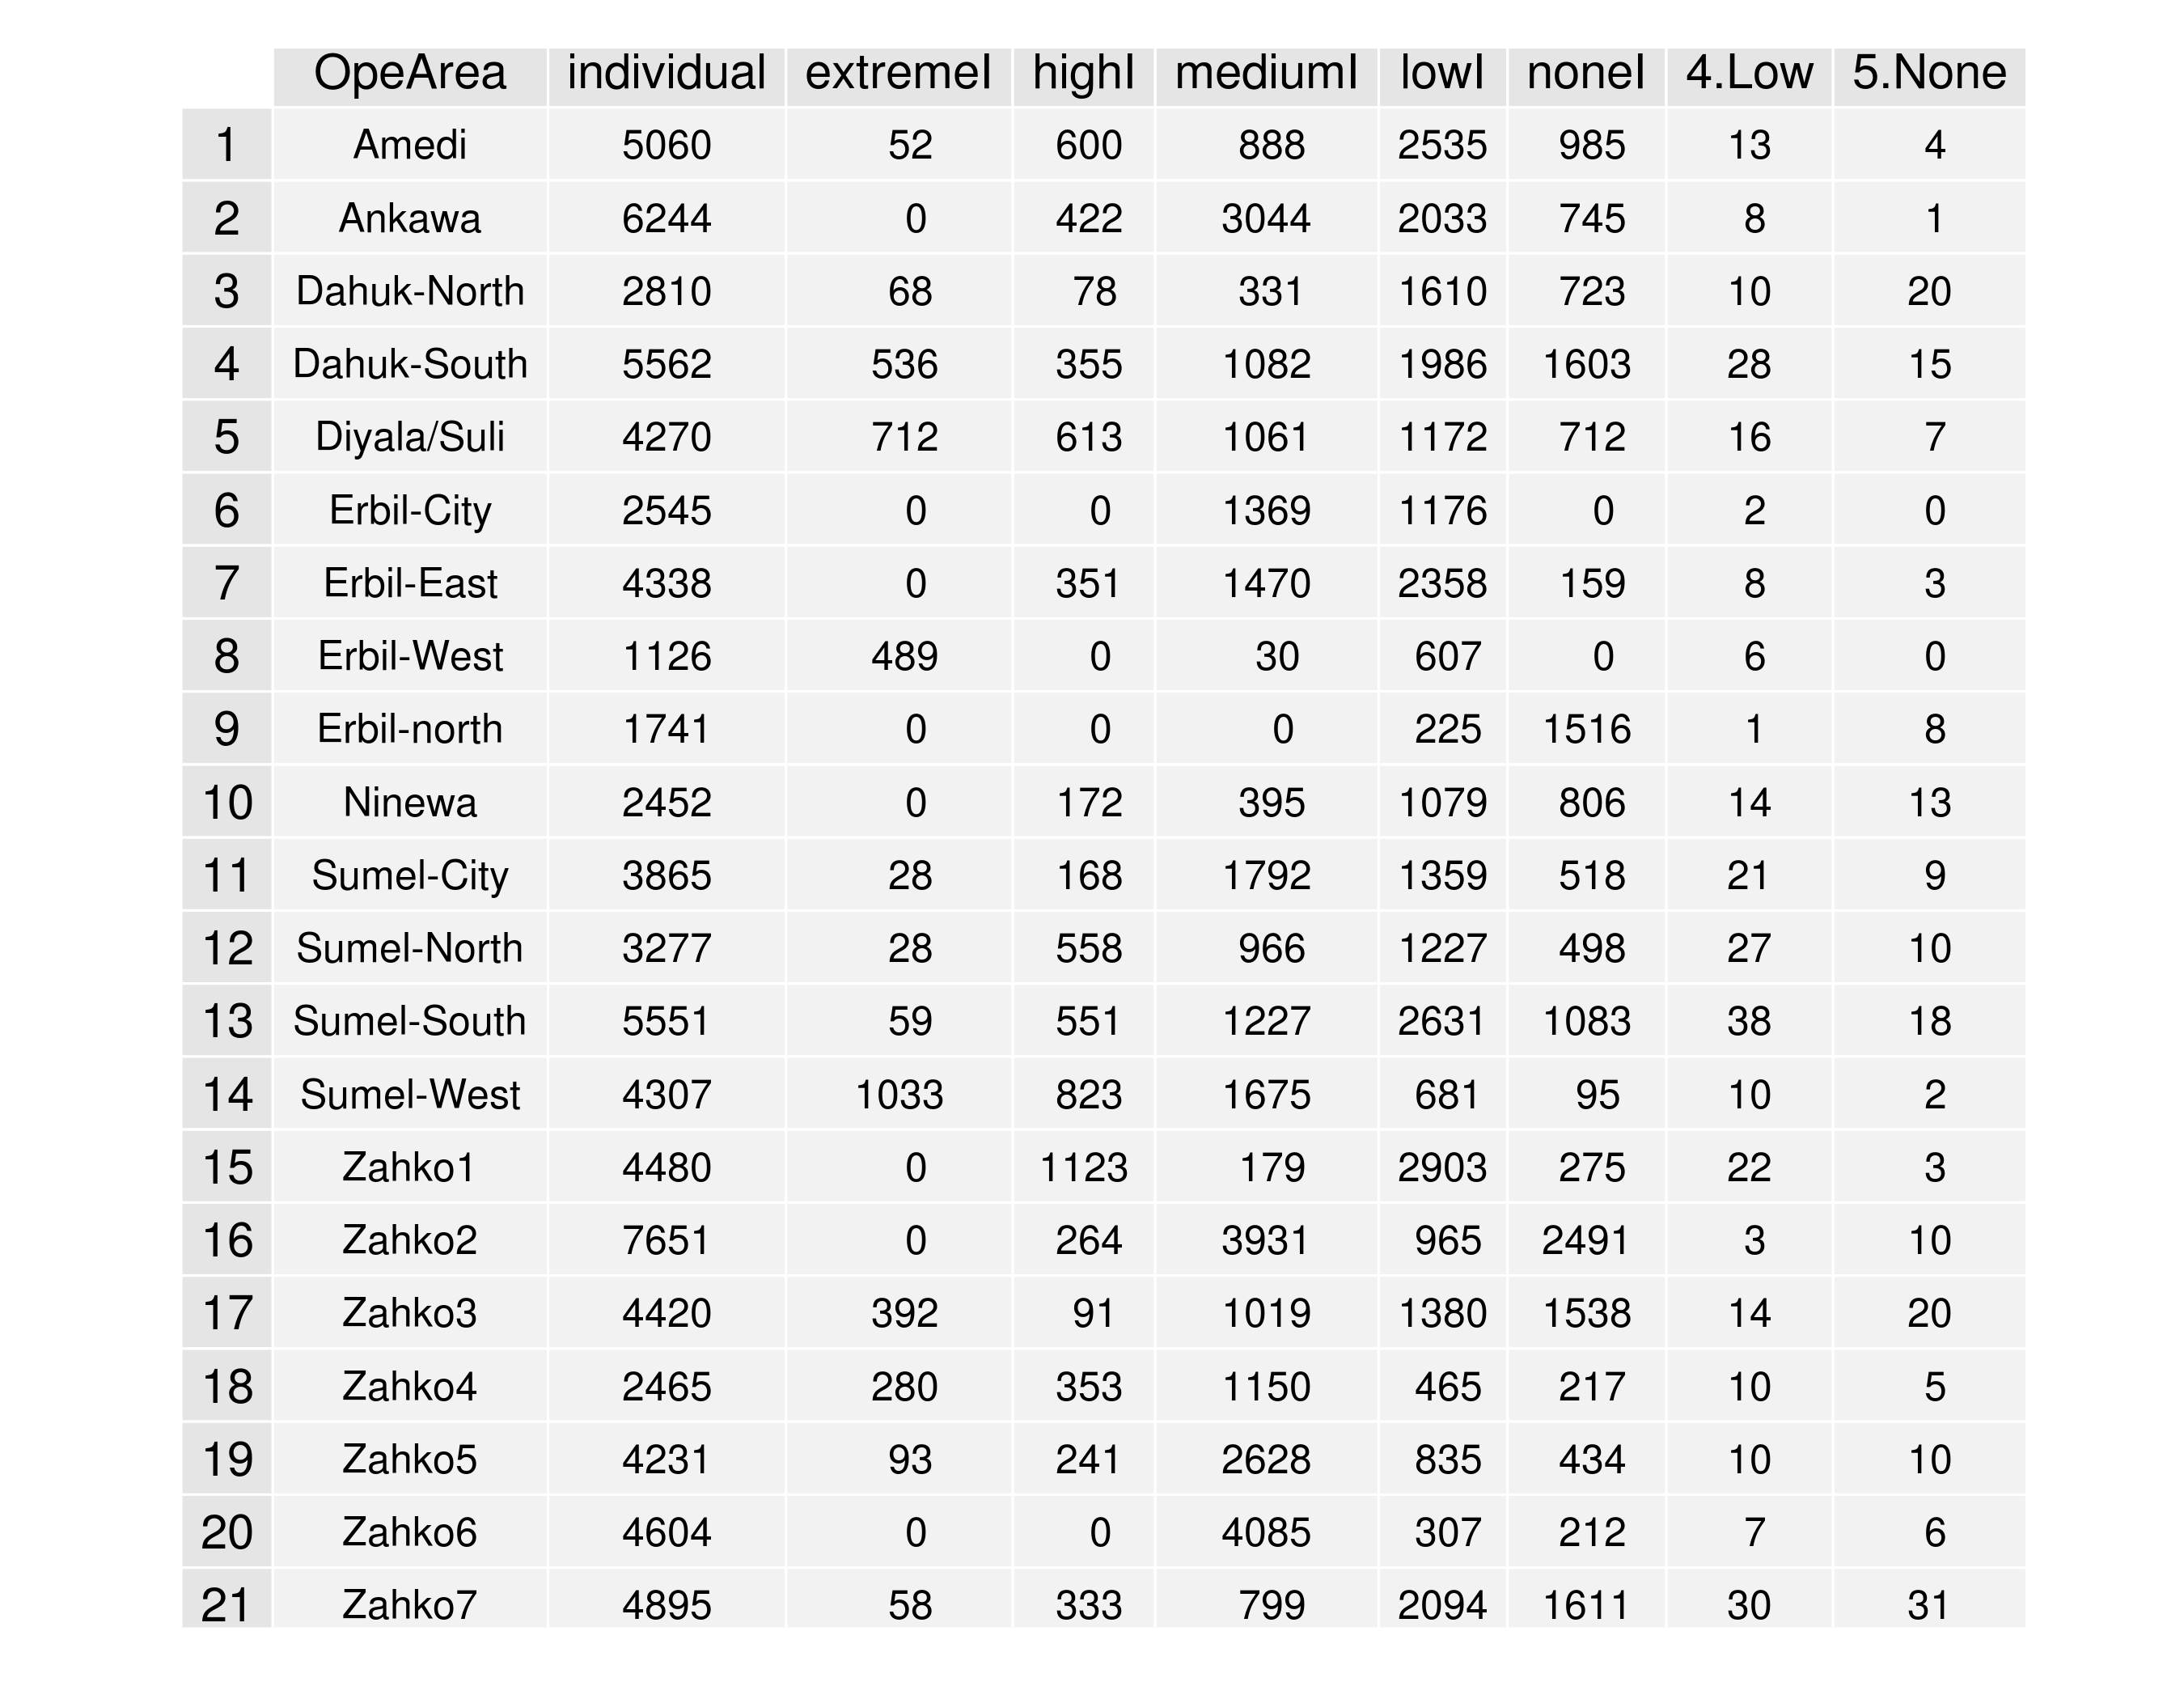 OpeArea individual extremeI highI mediumI lowI noneI 4.Low 5.None
1 Amedi 5060 52 600 888 2535 985 13 4
2 Ankawa 6244 0 422 3044 2033 745 8 1
3 Dahuk-North 2810 68 78 331 1610 723 10 20
4 Dahuk-South 5562 536 355 1082 1986 1603 28 15
5 Diyala/Suli 4270 712 613 1061 1172 712 16 7
6 Erbil-City 2545 0 0 1369 1176 0 2 0
7 Erbil-East 4338 0 351 1470 2358 159 8 3
8 Erbil-West 1126 489 0 30 607 0 6 0
9 Erbil-north 1741 0 0 0 225 1516 1 8
10 Ninewa 2452 0 172 395 1079 806 14 13
11 Sumel-City 3865 28 168 1792 1359 518 21 9
12 Sumel-North 3277 28 558 966 1227 498 27 10
13 Sumel-South 5551 59 551 1227 2631 1083 38 18
14 Sumel-West 4307 1033 823 1675 681 95 10 2
15 Zahko1 4480 0 1123 179 2903 275 22 3
16 Zahko2 7651 0 264 3931 965 2491 3 10
17 Zahko3 4420 392 91 1019 1380 1538 14 20
18 Zahko4 2465 280 353 1150 465 217 10 5
19 Zahko5 4231 93 241 2628 835 434 10 10
20 Zahko6 4604 0 0 4085 307 212 7 6
21 Zahko7 4895 58 333 799 2094 1611 30 31